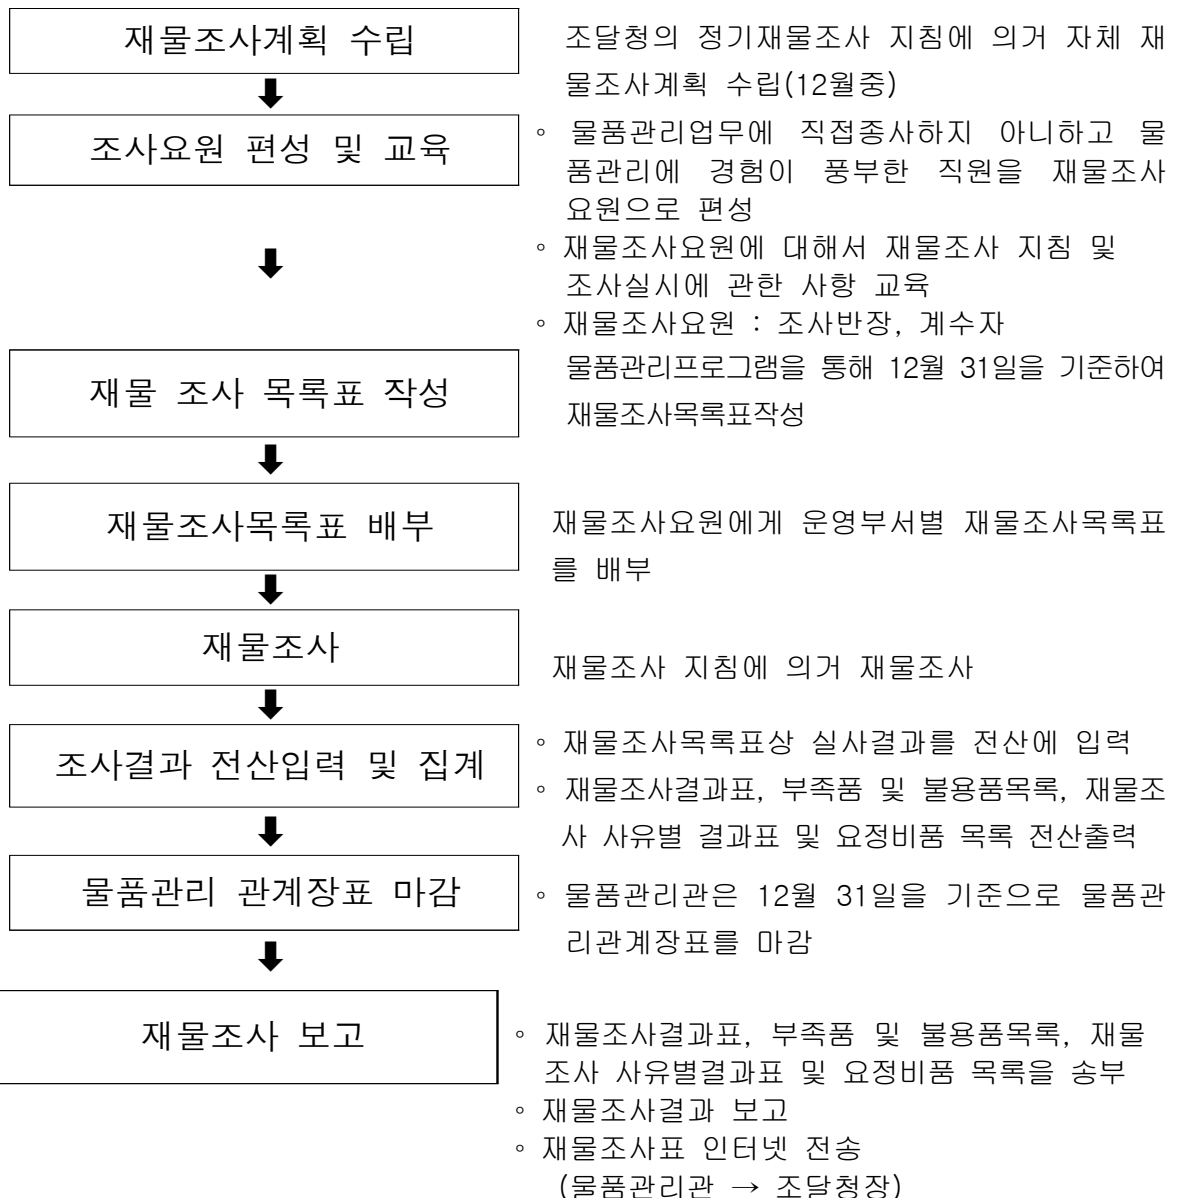 재물조사계획 수립
조달청의 정기재물조사 지침에 의거 자체 재
물조사계획 수립(12월중)
조사요원 편성 및 교육
◦ 물품관리업무에 직접종사하지 아니하고 물
품관리에 경험이 풍부한 직원을 재물조사
요원으로 편성
◦ 재물조사요원에 대해서 재물조사 지침 및
조사실시에 관한 사항 교육
◦ 재물조사요원 : 조사반장, 계수자
재물 조사 목록표 작성
물품관리프로그램을 통해 12월 31일을 기준하여
재물조사목록표작성
재물조사목록표 배부
재물조사요원에게 운영부서별 재물조사목록표
를 배부
재물조사
재물조사 지침에 의거 재물조사
조사결과 전산입력 및 집계
◦ 재물조사목록표상 실사결과를 전산에 입력
◦ 재물조사결과표, 부족품 및 불용품목록, 재물조
사 사유별 결과표 및 요정비품 목록 전산출력
물품관리 관계장표 마감
◦ 물품관리관은 12월 31일을 기준으로 물품관
리관계장표를 마감
재물조사 보고
◦ 재물조사결과표, 부족품 및 불용품목록, 재물
조사 사유별결과표 및 요정비품 목록을 송부
◦ 재물조사결과 보고
◦ 재물조사표 인터넷 전송
(물품관리관 → 조달청장)